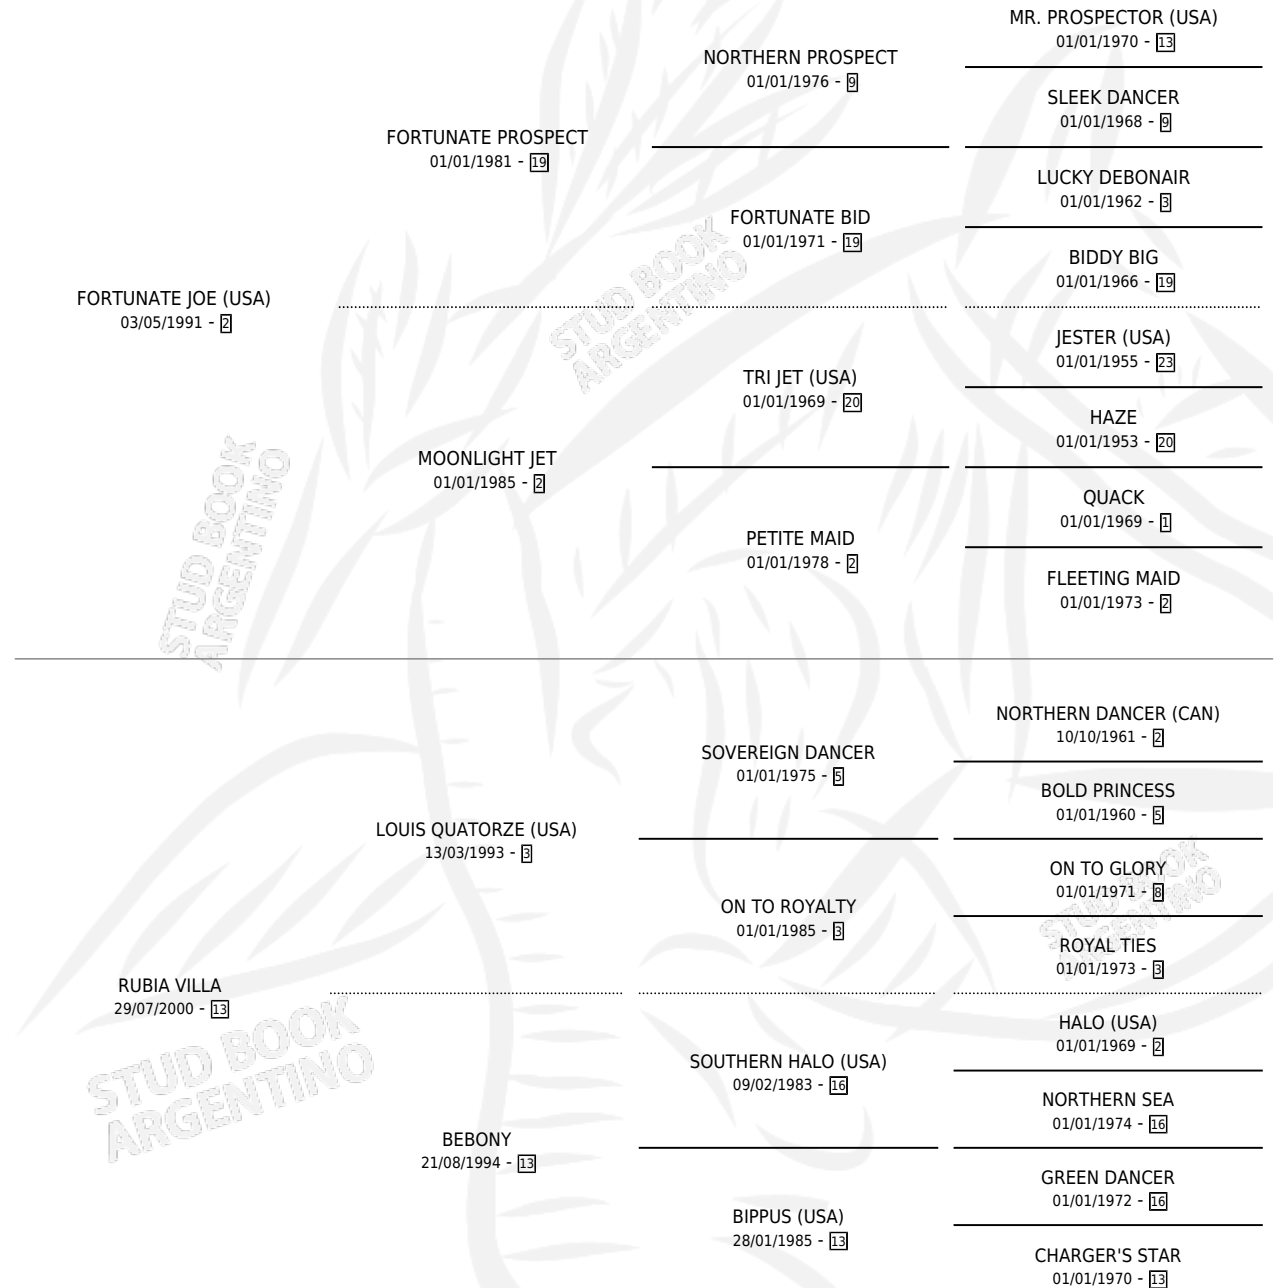 MR. PROSPECTOR (USA)
01/01/1970 - 13
NORTHERN PROSPECT
01/01/1976 - 9
SLEEK DANCER
01/01/1968 - 9
FORTUNATE PROSPECT
01/01/1981 - 19
LUCKY DEBONAIR
01/01/1962 - 3
FORTUNATE BID
01/01/1971 - 19
BIDDY BIG
01/01/1966 - 19
FORTUNATE JOE (USA)
03/05/1991 - 2
STUD BOOK
ARGENTINO
JESTER (USA)
01/01/1955 - 23
TRI JET (USA)
01/01/1969 - 20
HAZE
01/01/1953 - 20
MOONLIGHT JET
01/01/1985 - 2
QUACK
01/01/1969 - 1
PETITE MAID
01/01/1978 - 2
FLEETING MAID
01/01/1973 - 2
STUD BOOK
ARGENTINO
NORTHERN DANCER (CAN)
10/10/1961 - 2
SOVEREIGN DANCER
01/01/1975 - 5
BOLD PRINCESS
01/01/1960 - 5
LOUIS QUATORZE (USA)
13/03/1993 - 3
ON TO GLORY
01/01/1971 - 8
ON TO ROYALTY
01/01/1985 - 3
STUD BOOK
ARGENTINO
ROYAL TIES
01/01/1973 - 3
RUBIA VILLA
29/07/2000 - 13
HALO (USA)
01/01/1969 - 2
SOUTHERN HALO (USA)
09/02/1983 - 16
STUD BOOK
ARGENTINO
NORTHERN SEA
01/01/1974 - 16
BEBONY
21/08/1994 - 13
GREEN DANCER
01/01/1972 - 16
BIPPUS (USA)
28/01/1985 - 13
CHARGER'S STAR
01/01/1970 - 13